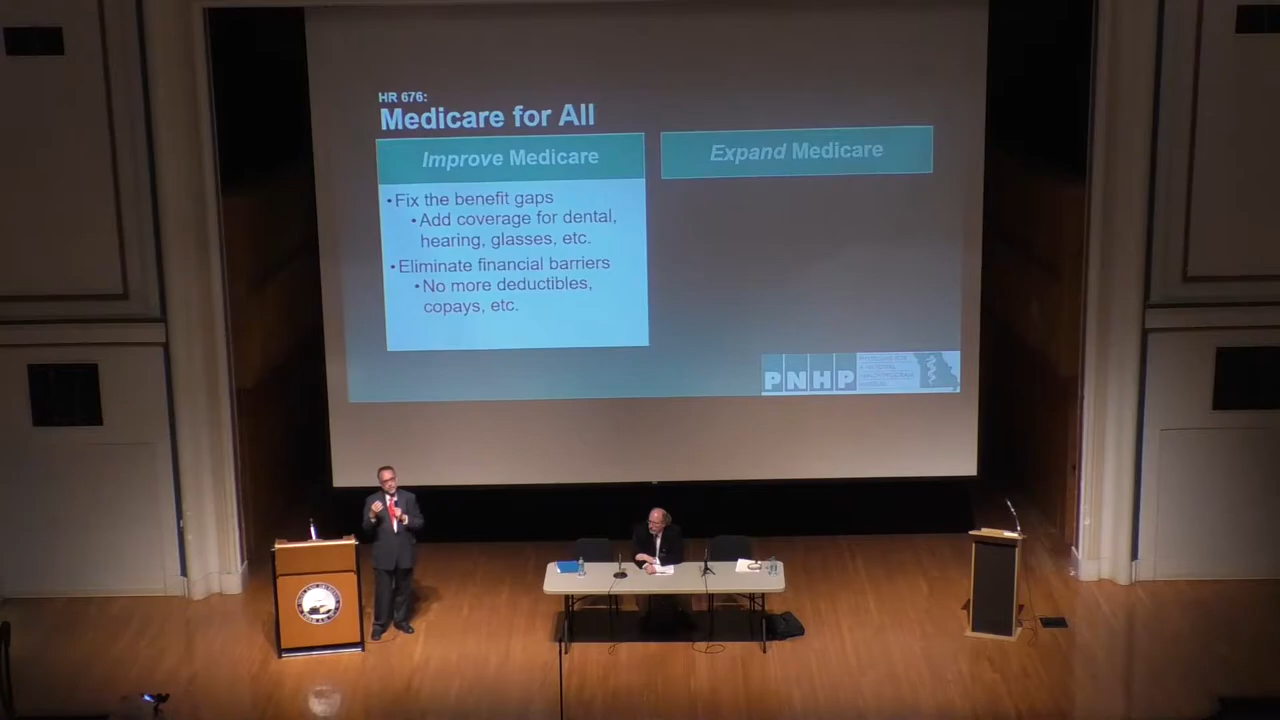 HR 676:
Medicare for All
Improve Medicare
• Fix the benefit gaps
• Add coverage for dental,
hearing, glasses, etc.
• Eliminate financial barriers
• No more deductibles,
copays, etc.
Expand Medicare
PNHP